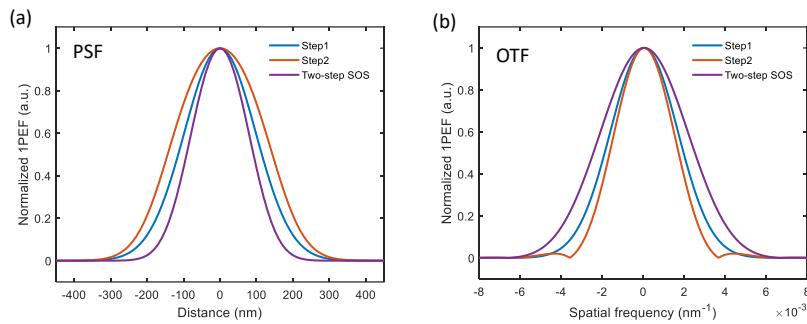 (a)
PSF
Step1
Step2
Two-step SOS
Normalized 1PEF (a.u.)
1
0.8
0.6
0.4
0.2
0
-400 -300 -200 -100 0 100 200 300 400
Distance (nm)
(b)
OTF
Step1
Step2
Two-step SOS
Normalized 1PEF (a.u.)
1
0.8
0.6
0.4
0.2
0
-8 -6 -4 -2 0 2 4 6 8
Spatial frequency (nm⁻¹)
×10⁻³